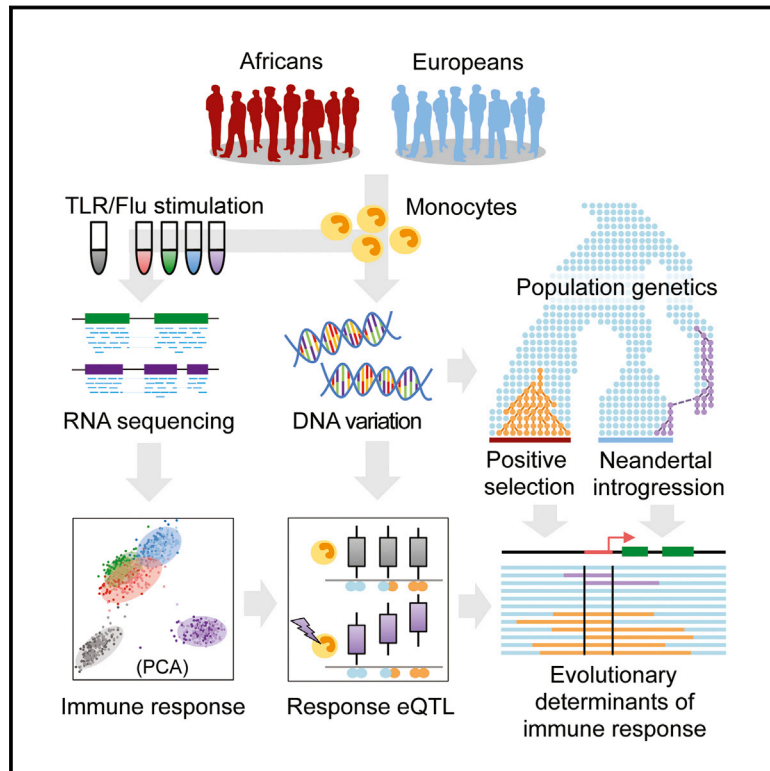 Africans
Europeans
TLR/Flu stimulation
Monocytes
Population genetics
RNA sequencing
DNA variation
Positive
selection
Neandertal
introgression
(PCA)
Immune response
Response eQTL
Evolutionary
determinants of
immune response